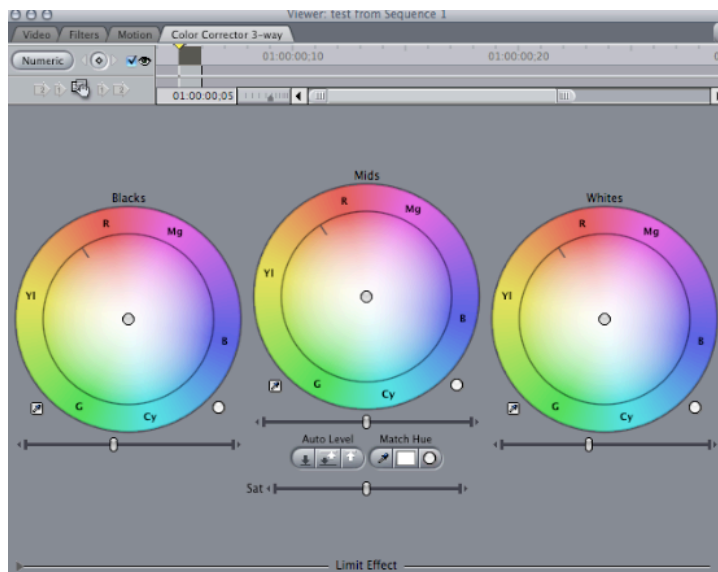 Viewer: test from Sequence 1
Video Filters Motion Color Corrector 3-way
Numeric
01:00:00;10 01:00:00;20
01:00:00;05
Blacks
R Mg Yl B G Cy
Mids
R Mg Yl B G Cy
Whites
R Mg Yl B G Cy
Auto Level Match Hue
Sat
Limit Effect